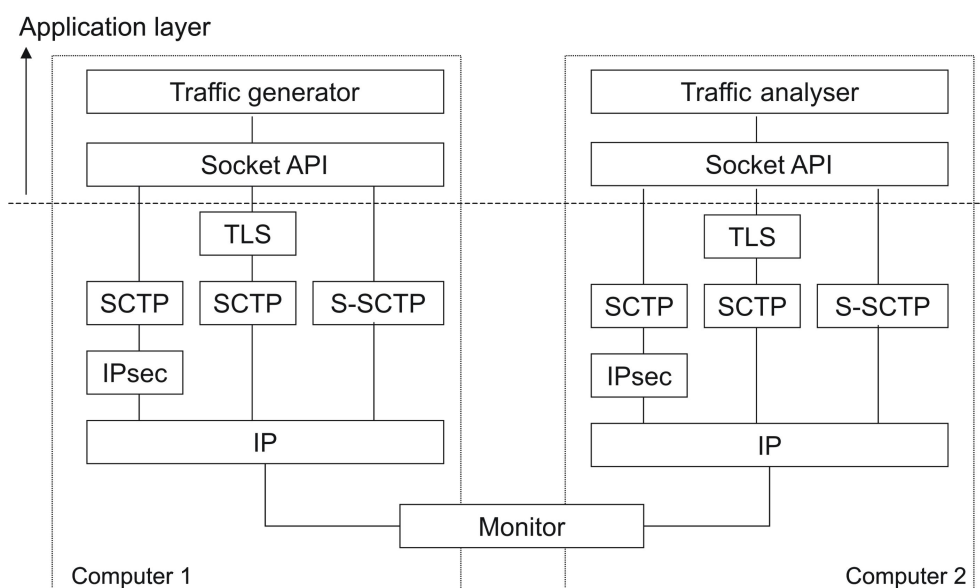 Application layer
Traffic generator
Traffic analyser
Socket API
Socket API
TLS
TLS
SCTP
SCTP
S-SCTP
SCTP
SCTP
S-SCTP
IPsec
IPsec
IP
IP
Monitor
Computer 1
Computer 2